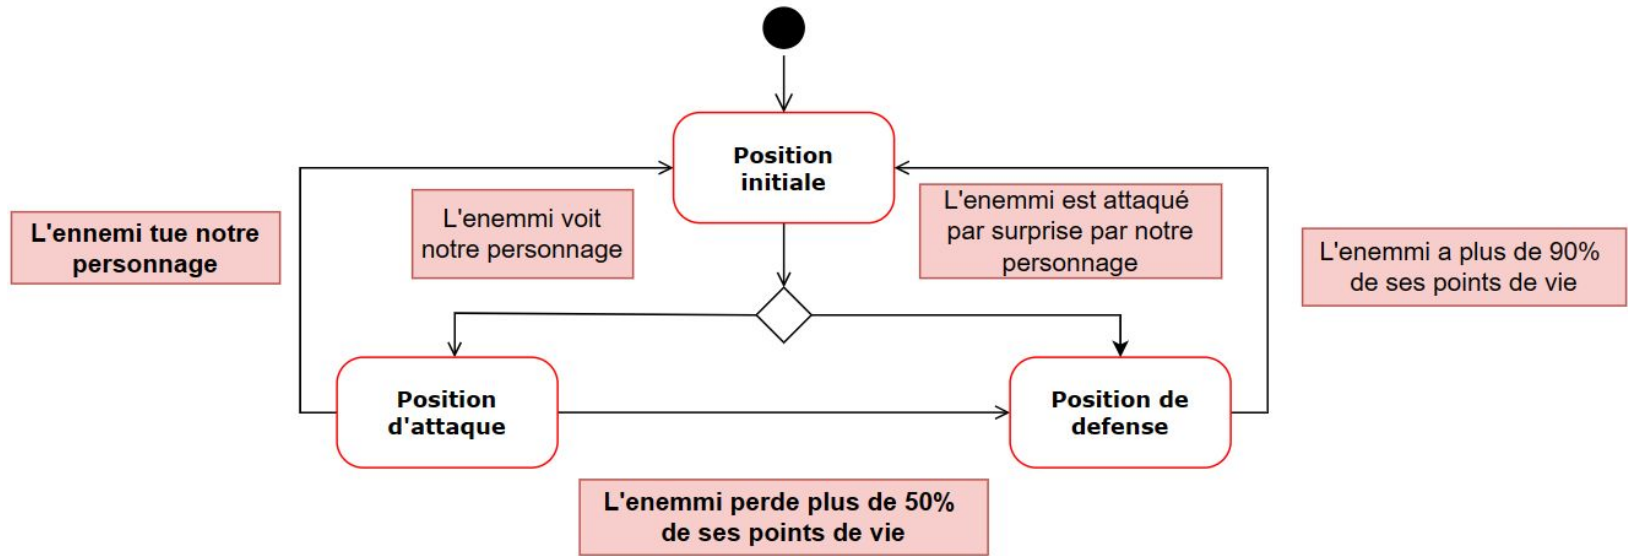 Position
initiale
L'enemmi voit
notre personnage
L'enemmi est attaqué
par surprise par notre
personnage
L'ennemi tue notre
personnage
L'enemmi a plus de 90%
de ses points de vie
Position
d'attaque
Position de
defense
L'enemmi perde plus de 50%
de ses points de vie